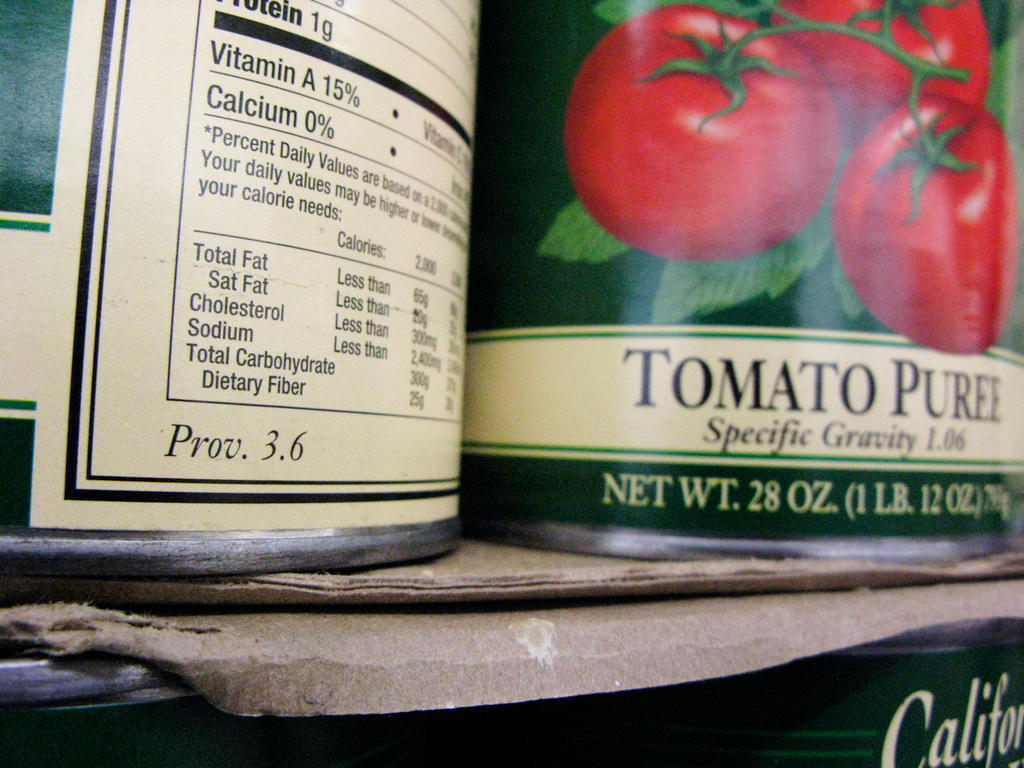 Protein 1g
Vitamin A 15% • Vitamin C
Calcium 0% •
*Percent Daily Values are based on a 2,000
Your daily values may be higher or lower
your calorie needs:
Calories: 2,000
Total Fat Less than 65g
Sat Fat Less than 20g
Cholesterol Less than 300mg
Sodium Less than 2,400mg
Total Carbohydrate 300g
Dietary Fiber 25g
Prov. 3.6
TOMATO PUREE
Specific Gravity 1.06
NET WT. 28 OZ. (1 LB. 12 OZ.)
Califor